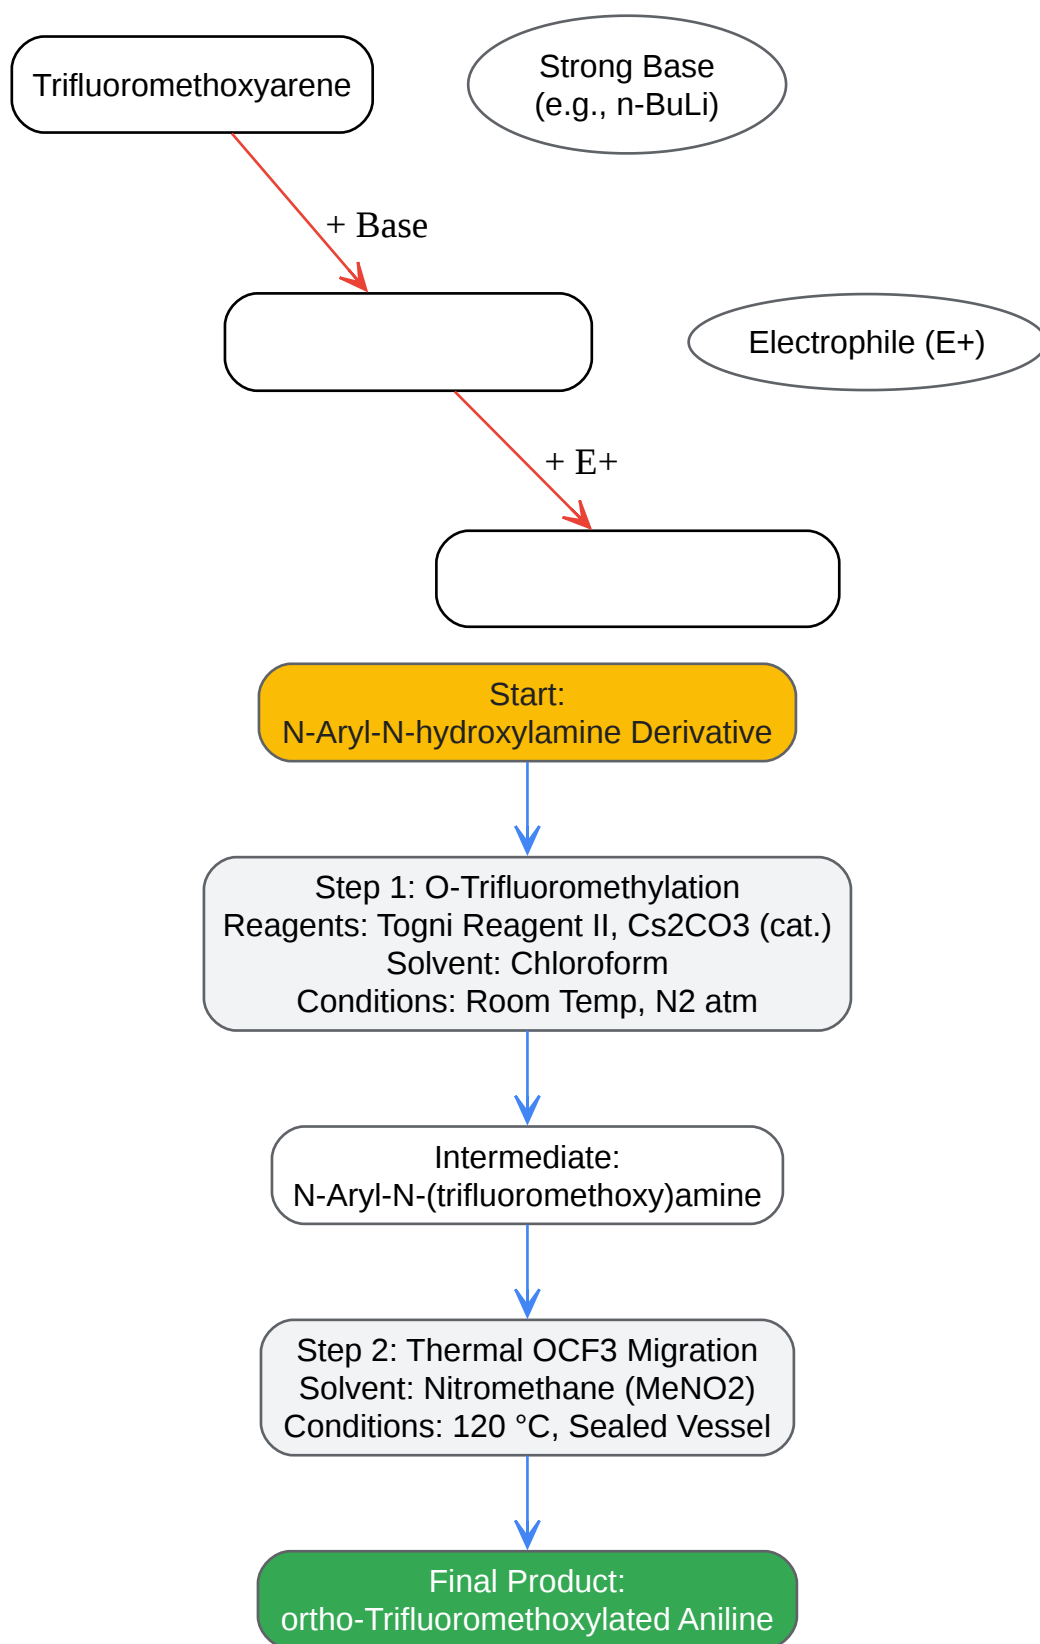 Trifluoromethoxyarene
Strong Base
(e.g., n-BuLi)
+ Base
Electrophile (E+)
+ E+
Start:
N-Aryl-N-hydroxylamine Derivative
Step 1: O-Trifluoromethylation
Reagents: Togni Reagent II, Cs2CO3 (cat.)
Solvent: Chloroform
Conditions: Room Temp, N2 atm
Intermediate:
N-Aryl-N-(trifluoromethoxy)amine
Step 2: Thermal OCF3 Migration
Solvent: Nitromethane (MeNO2)
Conditions: 120 °C, Sealed Vessel
Final Product:
ortho-Trifluoromethoxylated Aniline